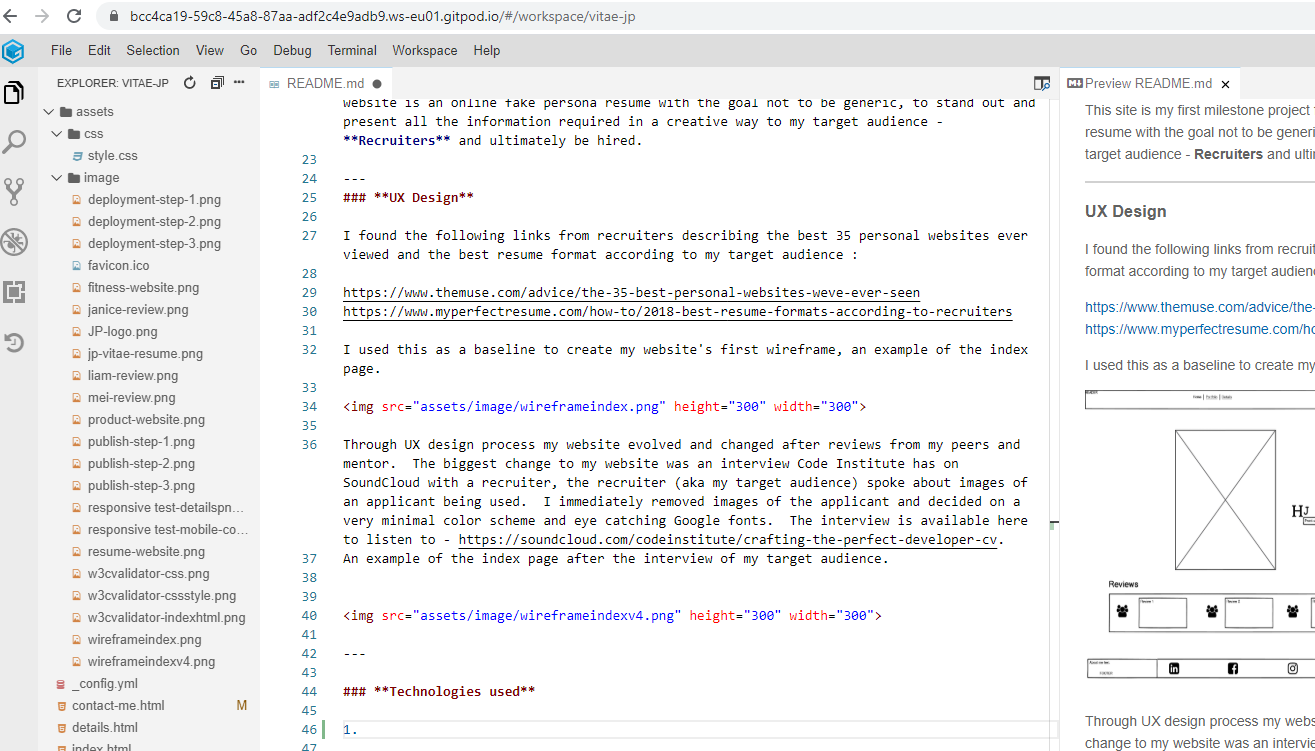 bcc4ca19-59c8-45a8-87aa-adf2c4e9adb9.ws-eu01.gitpod.io/#/workspace/vitae-jp
File Edit Selection View Go Debug Terminal Workspace Help
EXPLORER: VITAE-JP
assets
css
style.css
image
deployment-step-1.png
deployment-step-2.png
deployment-step-3.png
favicon.ico
fitness-website.png
janice-review.png
JP-logo.png
jp-vitae-resume.png
liam-review.png
mei-review.png
product-website.png
publish-step-1.png
publish-step-2.png
publish-step-3.png
responsive test-detailspn...
responsive test-mobile-co...
resume-website.png
w3cvalidator-css.png
w3cvalidator-cssstyle.png
w3cvalidator-indexhtml.png
wireframeindex.png
wireframeindexv4.png
_config.yml
contact-me.html M
details.html
index.html
README.md
website is an online fake persona resume with the goal not to be generic, to stand out and
present all the information required in a creative way to my target audience -
**Recruiters** and ultimately be hired.
23
24 ---
25 ### **UX Design**
26
27 I found the following links from recruiters describing the best 35 personal websites ever
viewed and the best resume format according to my target audience :
28
29 https://www.themuse.com/advice/the-35-best-personal-websites-weve-ever-seen
30 https://www.myperfectresume.com/how-to/2018-best-resume-formats-according-to-recruiters
31
32 I used this as a baseline to create my website's first wireframe, an example of the index
page.
33
34 <img src="assets/image/wireframeindex.png" height="300" width="300">
35
36 Through UX design process my website evolved and changed after reviews from my peers and
mentor.  The biggest change to my website was an interview Code Institute has on
SoundCloud with a recruiter, the recruiter (aka my target audience) spoke about images of
an applicant being used.  I immediately removed images of the applicant and decided on a
very minimal color scheme and eye catching Google fonts.  The interview is available here
to listen to - https://soundcloud.com/codeinstitute/crafting-the-perfect-developer-cv.
37 An example of the index page after the interview of my target audience.
38
39
40 <img src="assets/image/wireframeindexv4.png" height="300" width="300">
41
42 ---
43
44 ### **Technologies used**
45
46 1.
47
Preview README.md
This site is my first milestone project
resume with the goal not to be generi
target audience - Recruiters and ulti
UX Design
I found the following links from recruit
format according to my target audien
https://www.themuse.com/advice/the-
https://www.myperfectresume.com/ho
I used this as a baseline to create my
HJ
Reviews
Through UX design process my webs
change to my website was an intervie